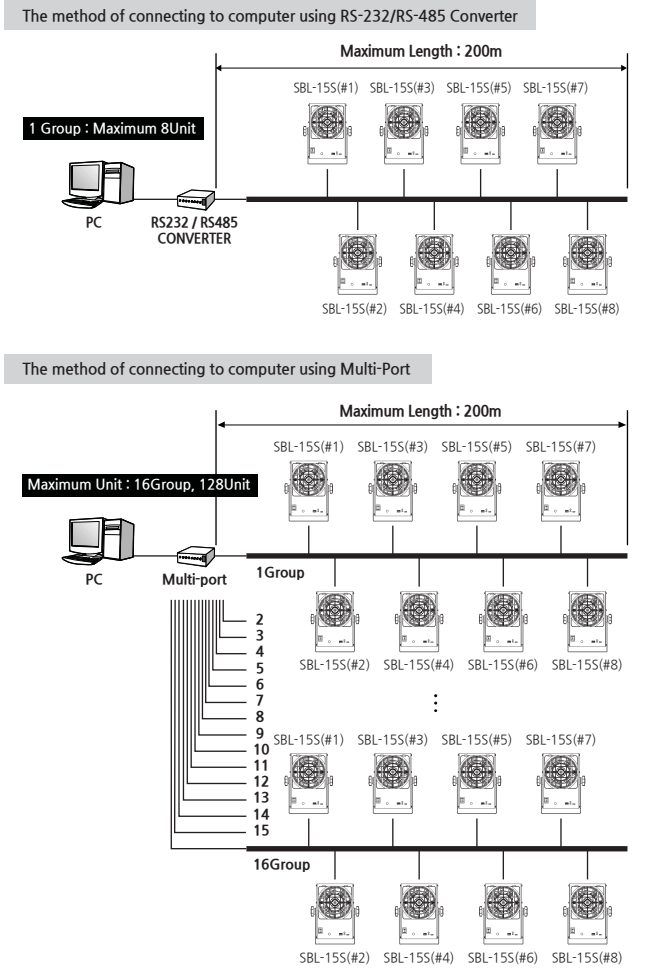 The method of connecting to computer using RS-232/RS-485 Converter
Maximum Length : 200m
SBL-15S(#1) SBL-15S(#3) SBL-15S(#5) SBL-15S(#7)
1 Group : Maximum 8Unit
PC
RS232 / RS485
CONVERTER
SBL-15S(#2) SBL-15S(#4) SBL-15S(#6) SBL-15S(#8)
The method of connecting to computer using Multi-Port
Maximum Length : 200m
SBL-15S(#1) SBL-15S(#3) SBL-15S(#5) SBL-15S(#7)
Maximum Unit : 16Group, 128Unit
PC
Multi-port
1Group
2
3
4
5
6
7
8
9
10
11
12
13
14
15
SBL-15S(#2) SBL-15S(#4) SBL-15S(#6) SBL-15S(#8)
SBL-15S(#1) SBL-15S(#3) SBL-15S(#5) SBL-15S(#7)
16Group
SBL-15S(#2) SBL-15S(#4) SBL-15S(#6) SBL-15S(#8)